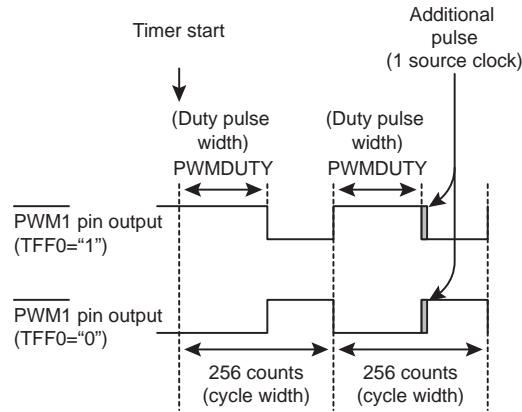 Additional
pulse
(1 source clock)
Timer start
(Duty pulse
width)
PWMDUTY
(Duty pulse
width)
PWMDUTY
PWM1 pin output
(TFF0=“1”)
PWM1 pin output
(TFF0=“0”)
256 counts
(cycle width)
256 counts
(cycle width)